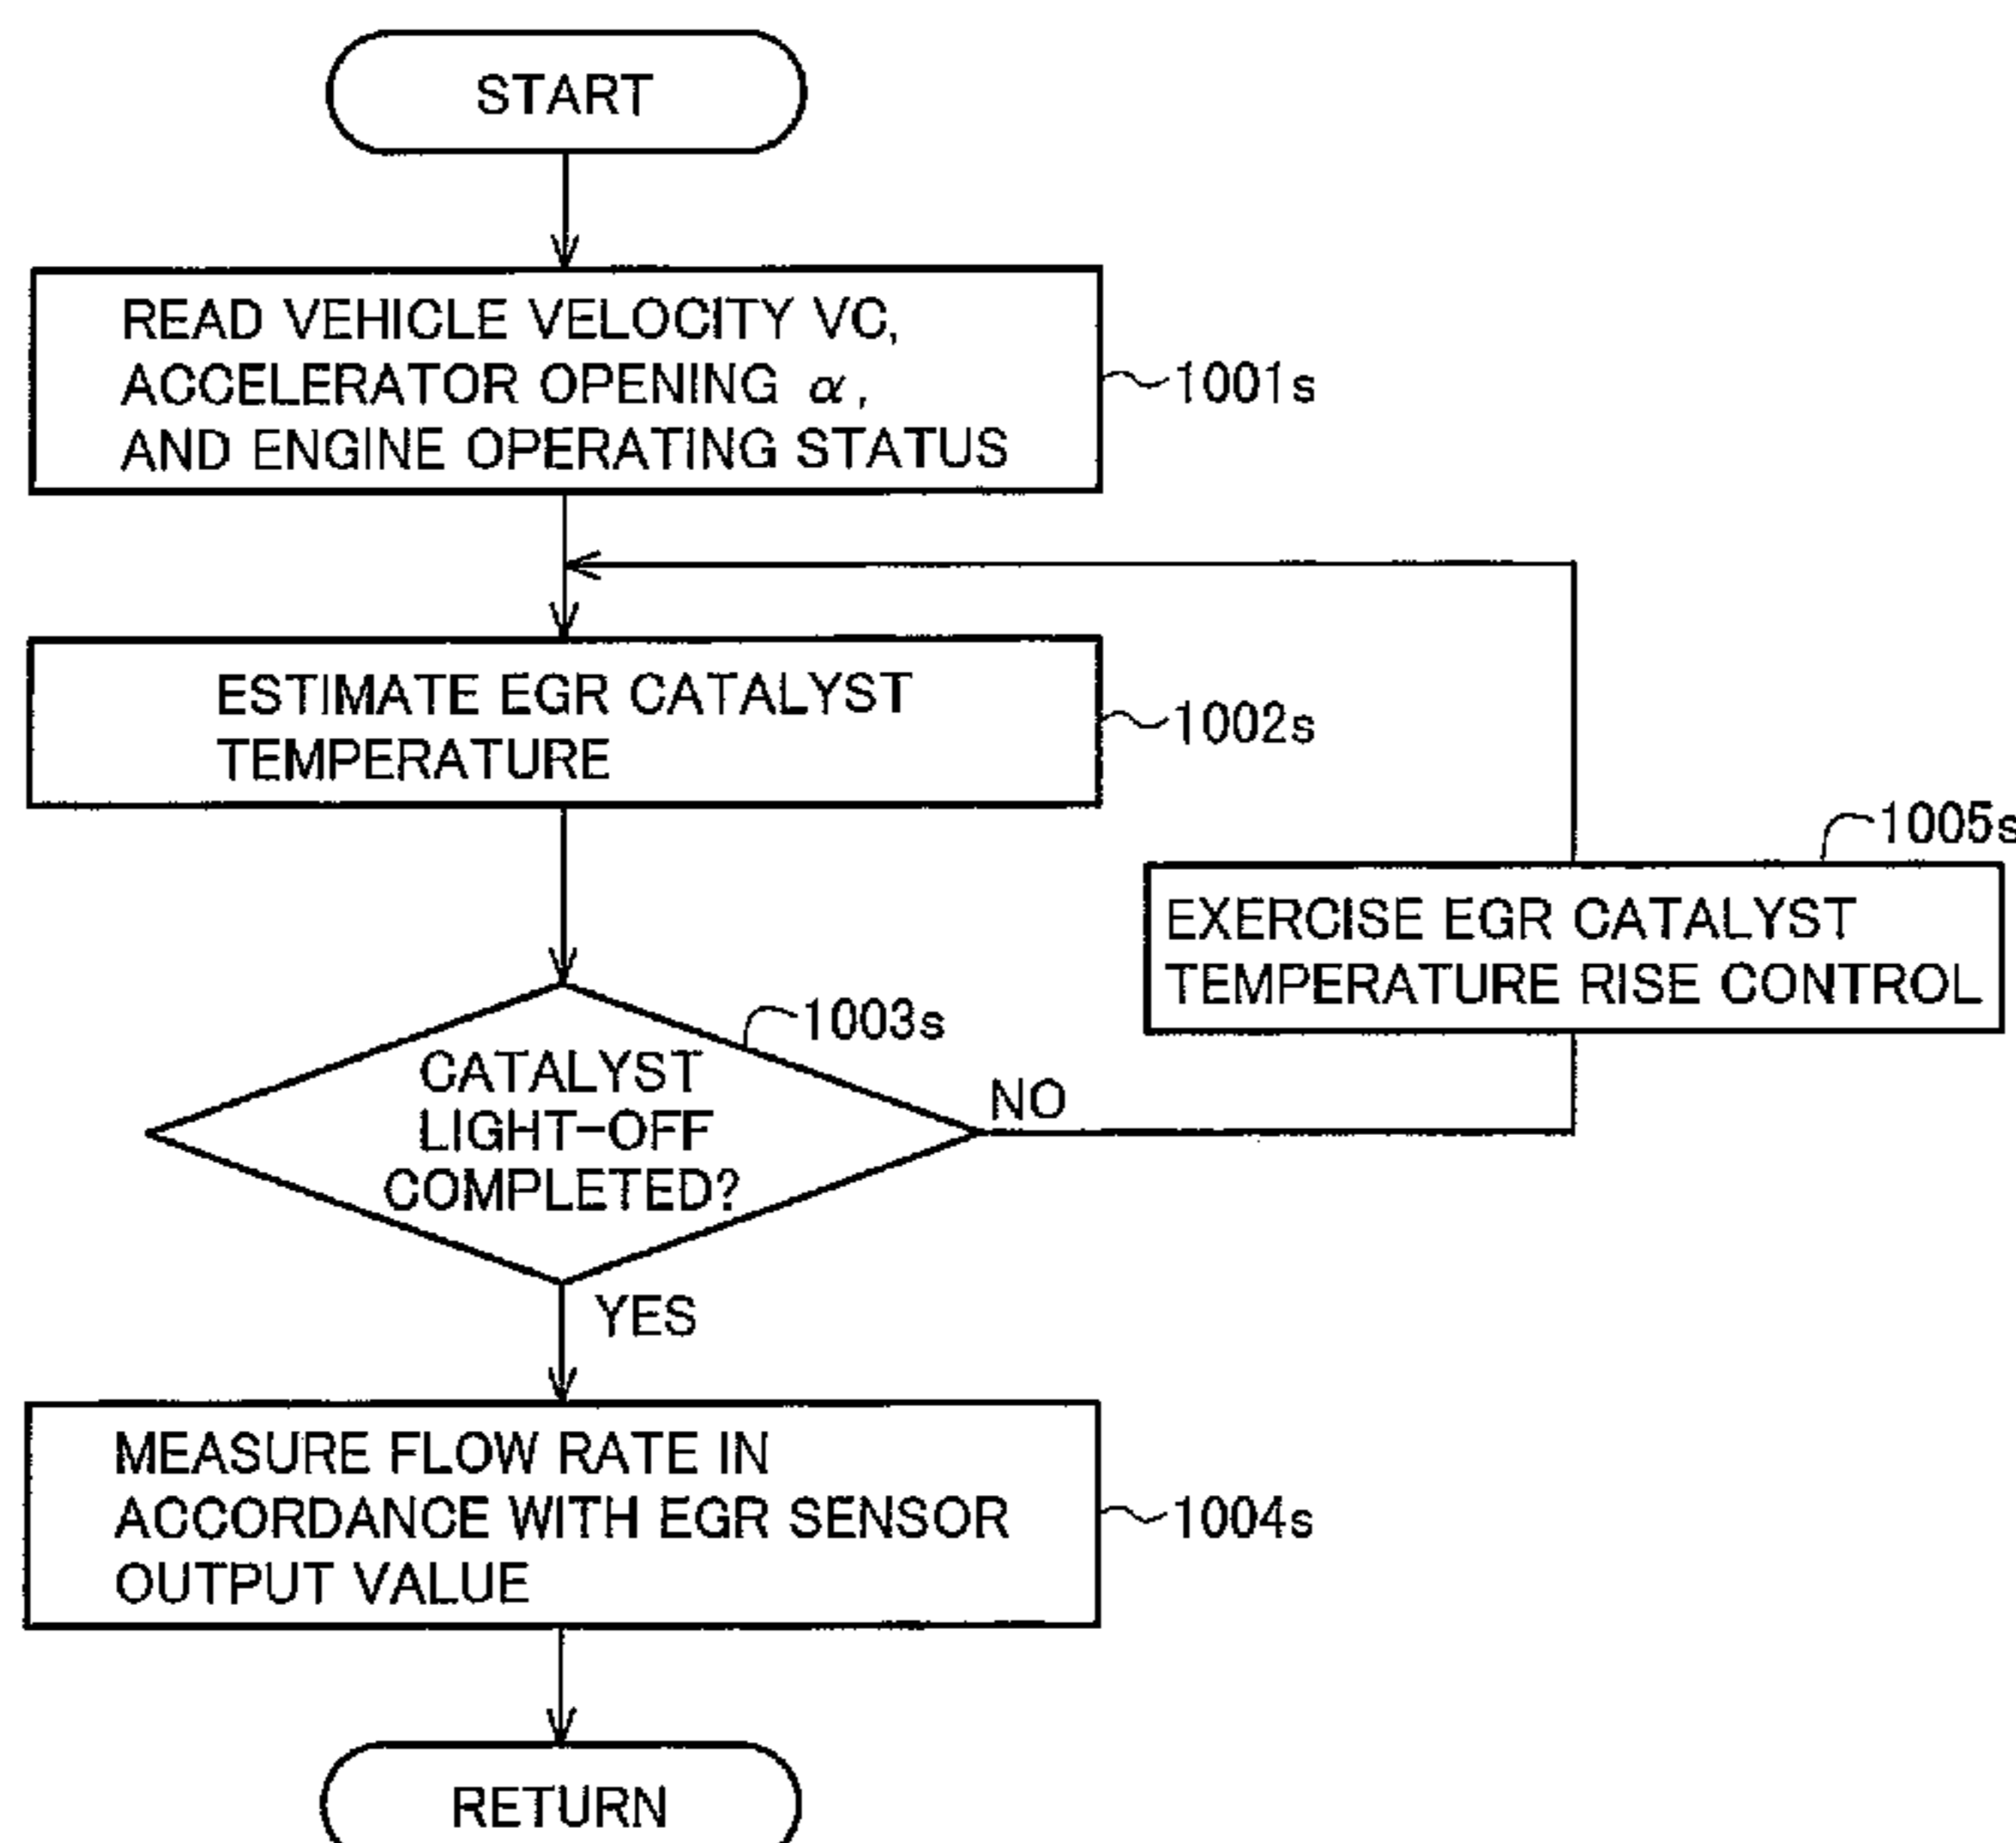 START
READ VEHICLE VELOCITY VC,
ACCELERATOR OPENING α,
AND ENGINE OPERATING STATUS
1001s
ESTIMATE EGR CATALYST
TEMPERATURE
1002s
1005s
EXERCISE EGR CATALYST
TEMPERATURE RISE CONTROL
1003s
CATALYST
LIGHT-OFF
COMPLETED?
NO
YES
MEASURE FLOW RATE IN
ACCORDANCE WITH EGR SENSOR
OUTPUT VALUE
1004s
RETURN